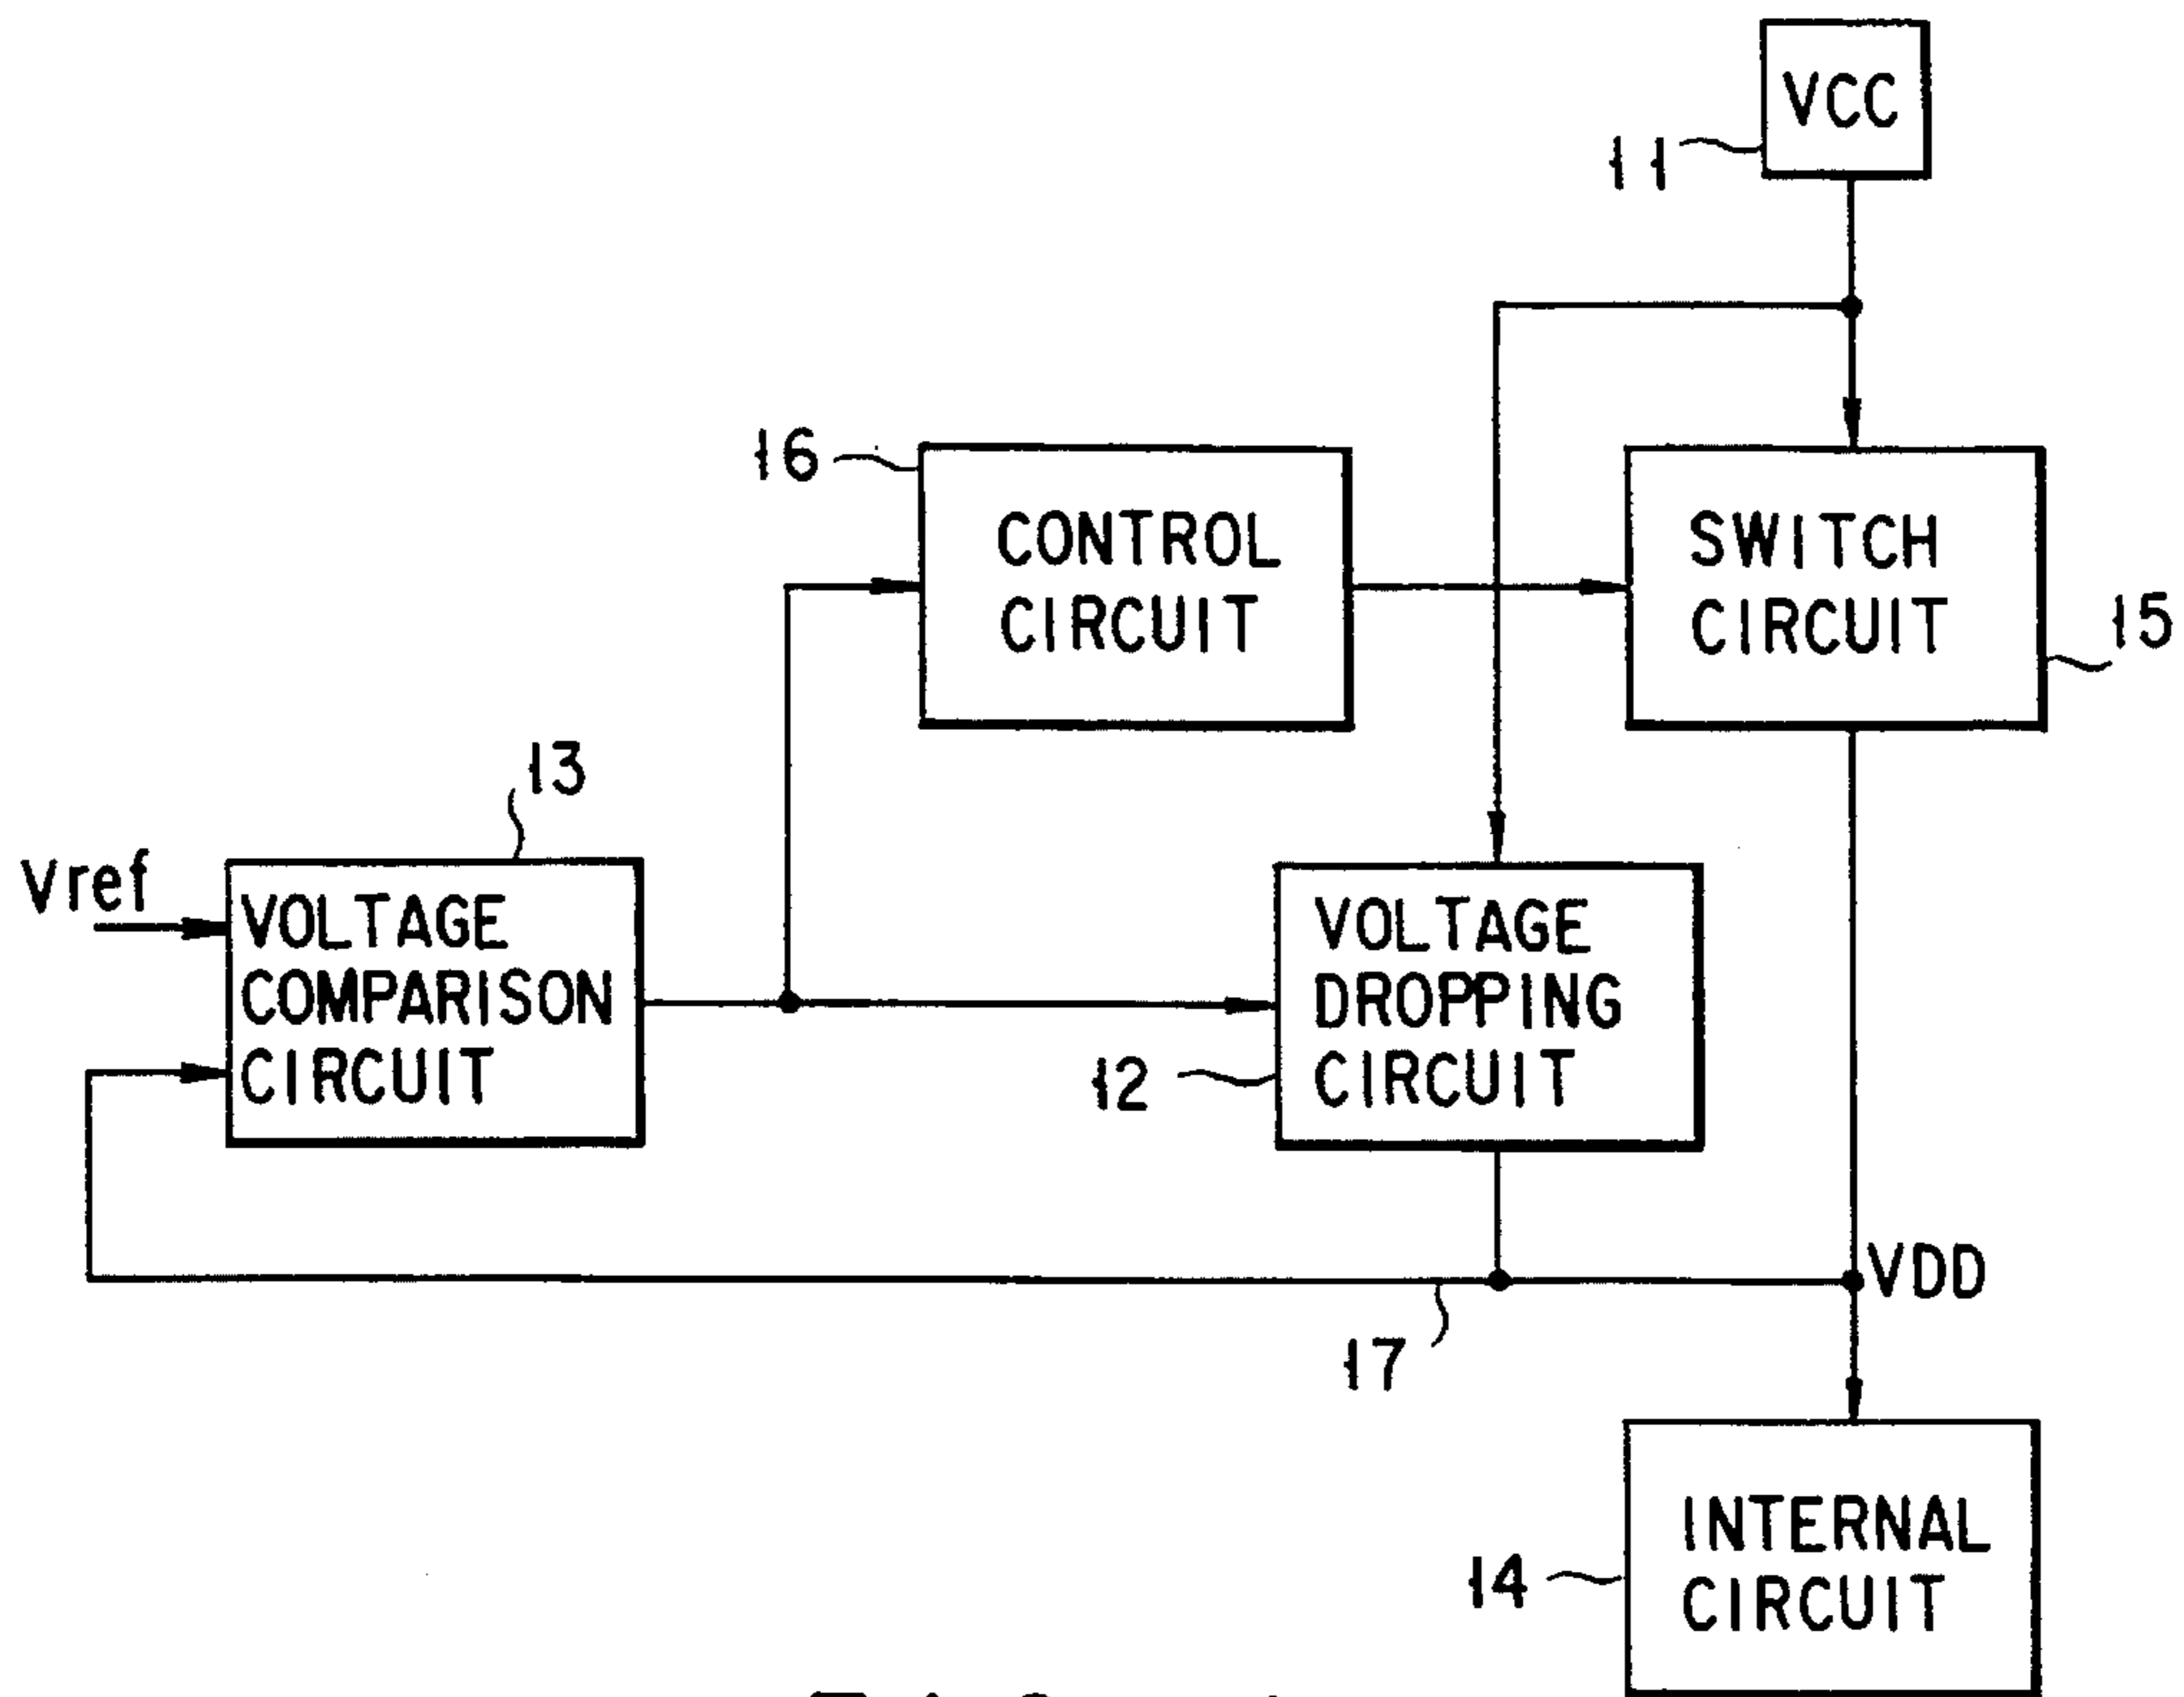 VCC
11
16
CONTROL
CIRCUIT
SWITCH
CIRCUIT
15
13
Vref
VOLTAGE
COMPARISON
CIRCUIT
VOLTAGE
DROPPING
CIRCUIT
12
VDD
17
INTERNAL
CIRCUIT
14